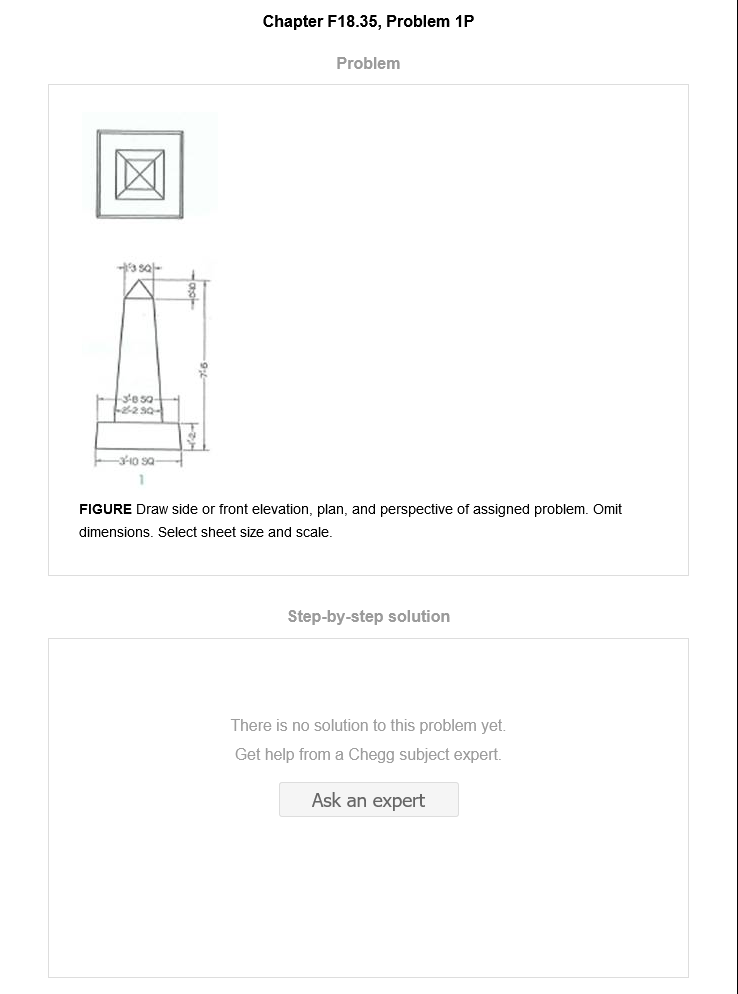 Chapter F18.35, Problem 1P
Problem
1'3 SQ
7'-6
3'-8 SQ
2'-2 SQ
1'-2
3'-10 SQ
1
FIGURE Draw side or front elevation, plan, and perspective of assigned problem. Omit
dimensions. Select sheet size and scale.
Step-by-step solution
There is no solution to this problem yet.
Get help from a Chegg subject expert.
Ask an expert